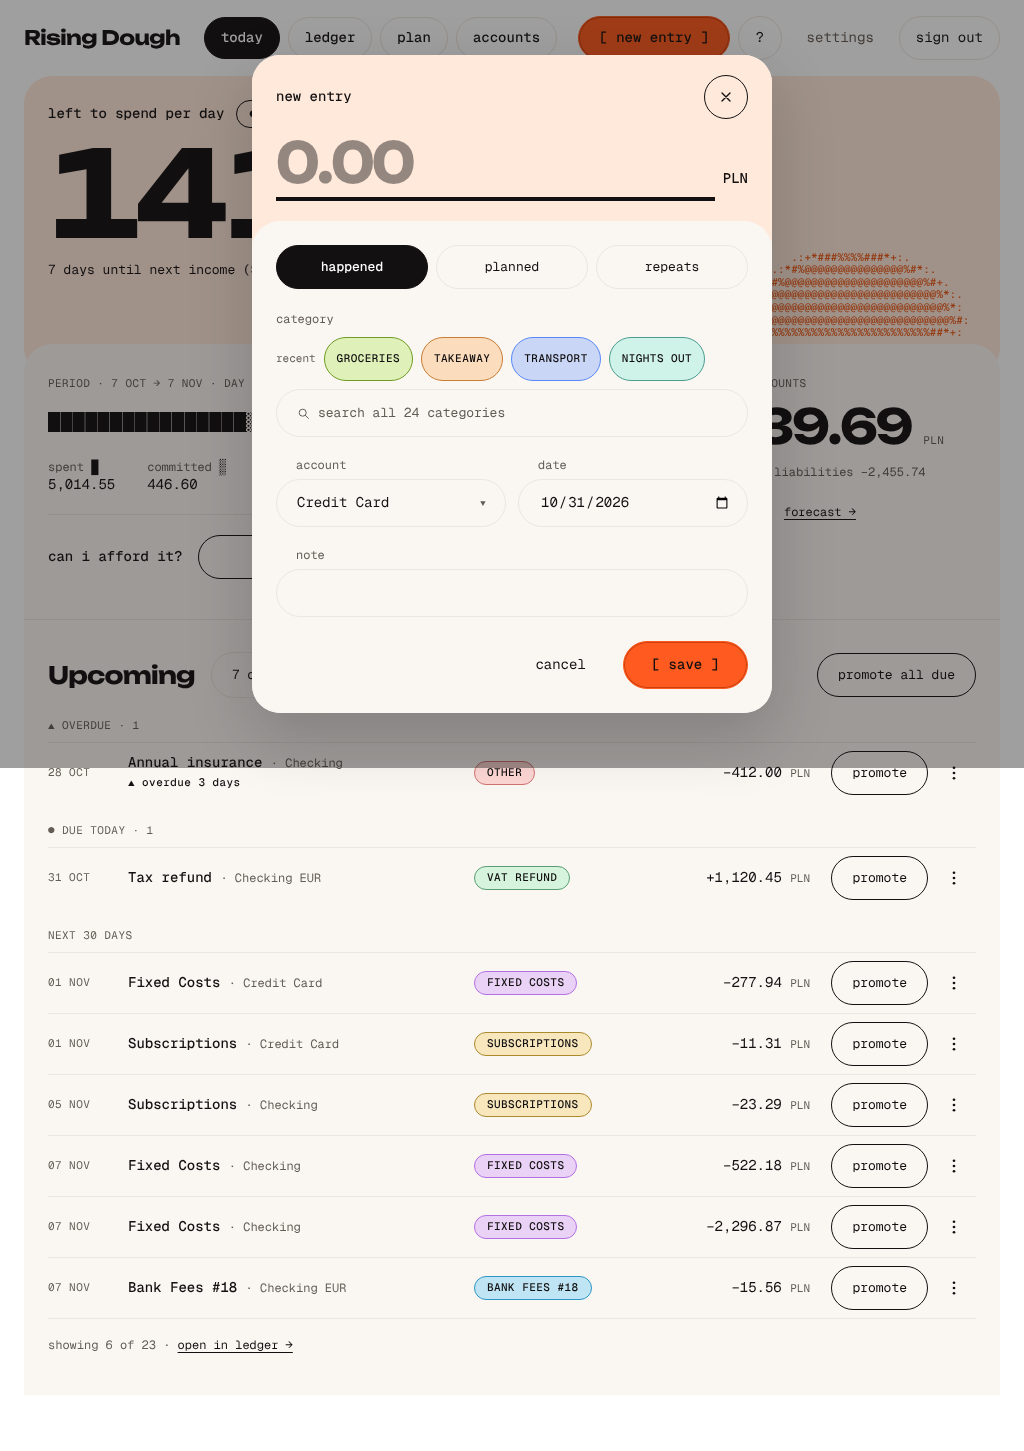 Rising Dough today ledger plan accounts [ new entry ] ? settings sign out
left to spend per day
new entry
0.00 PLN
7 days until next income
happened planned repeats
category
recent GROCERIES TAKEAWAY TRANSPORT NIGHTS OUT
search all 24 categories
PERIOD · 7 OCT → 7 NOV · DAY
39.69 PLN
spent █ committed ▒
5,014.55 446.60
liabilities −2,455.74
account date
Credit Card ▾ 10/31/2026
forecast →
can i afford it?
note
cancel [ save ]
Upcoming promote all due
▲ OVERDUE · 1
28 OCT Annual insurance · Checking OTHER −412.00 PLN promote
▲ overdue 3 days
● DUE TODAY · 1
31 OCT Tax refund · Checking EUR VAT REFUND +1,120.45 PLN promote
NEXT 30 DAYS
01 NOV Fixed Costs · Credit Card FIXED COSTS −277.94 PLN promote
01 NOV Subscriptions · Credit Card SUBSCRIPTIONS −11.31 PLN promote
05 NOV Subscriptions · Checking SUBSCRIPTIONS −23.29 PLN promote
07 NOV Fixed Costs · Checking FIXED COSTS −522.18 PLN promote
07 NOV Fixed Costs · Checking FIXED COSTS −2,296.87 PLN promote
07 NOV Bank Fees #18 · Checking EUR BANK FEES #18 −15.56 PLN promote
showing 6 of 23 · open in ledger →